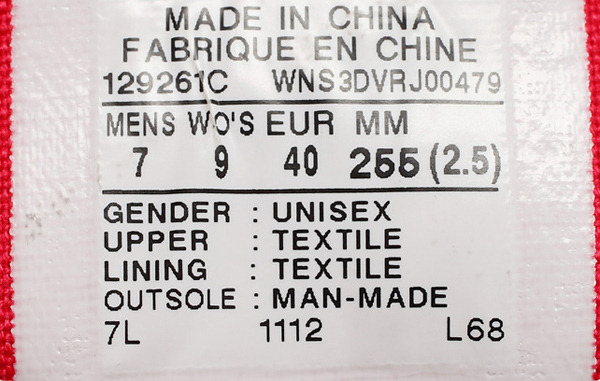 MADE IN CHINA
FABRIQUE EN CHINE
129261C WNS3DVRJ00479
MENS WO'S EUR MM
7 9 40 255 (2.5)
GENDER : UNISEX
UPPER : TEXTILE
LINING : TEXTILE
OUTSOLE : MAN-MADE
7L 1112 L68